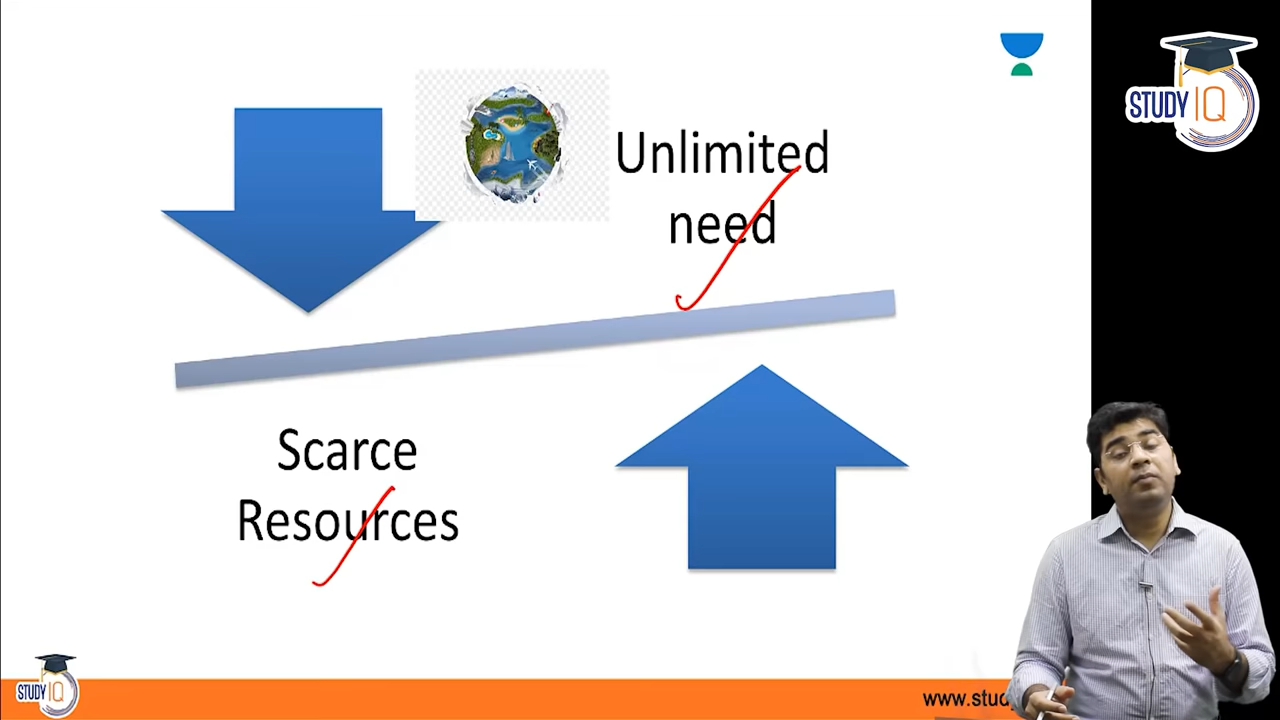 STUDY IQ
Unlimited
need
Scarce
Resources
STUDY IQ
www.stud